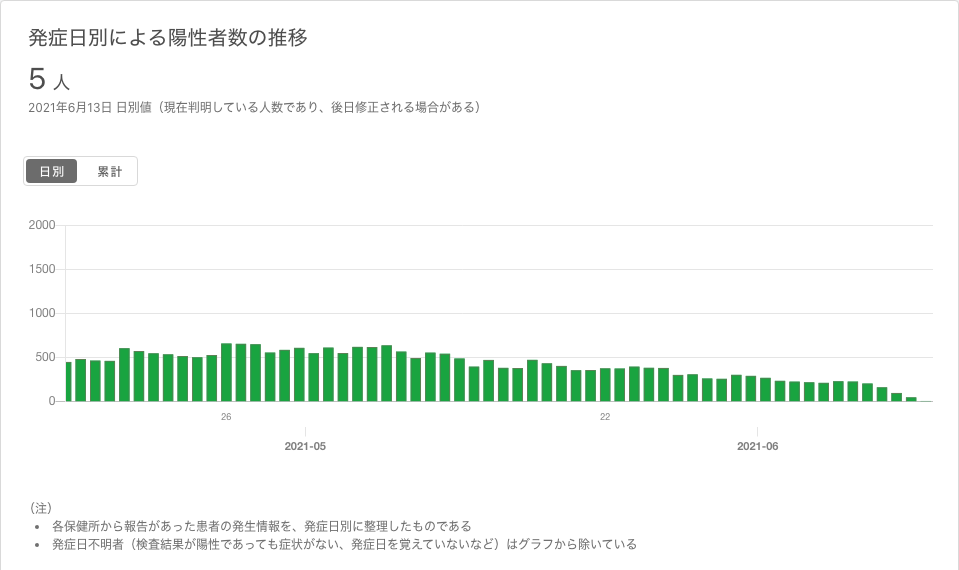 発症日別による陽性者数の推移
5 人
2021年6月13日 日別値（現在判明している人数であり、後日修正される場合がある）
日別 累計
2000
1500
1000
500
0
26 22
2021-05 2021-06
（注）
• 各保健所から報告があった患者の発生情報を、発症日別に整理したものである
• 発症日不明者（検査結果が陽性であっても症状がない、発症日を覚えていないなど）はグラフから除いている